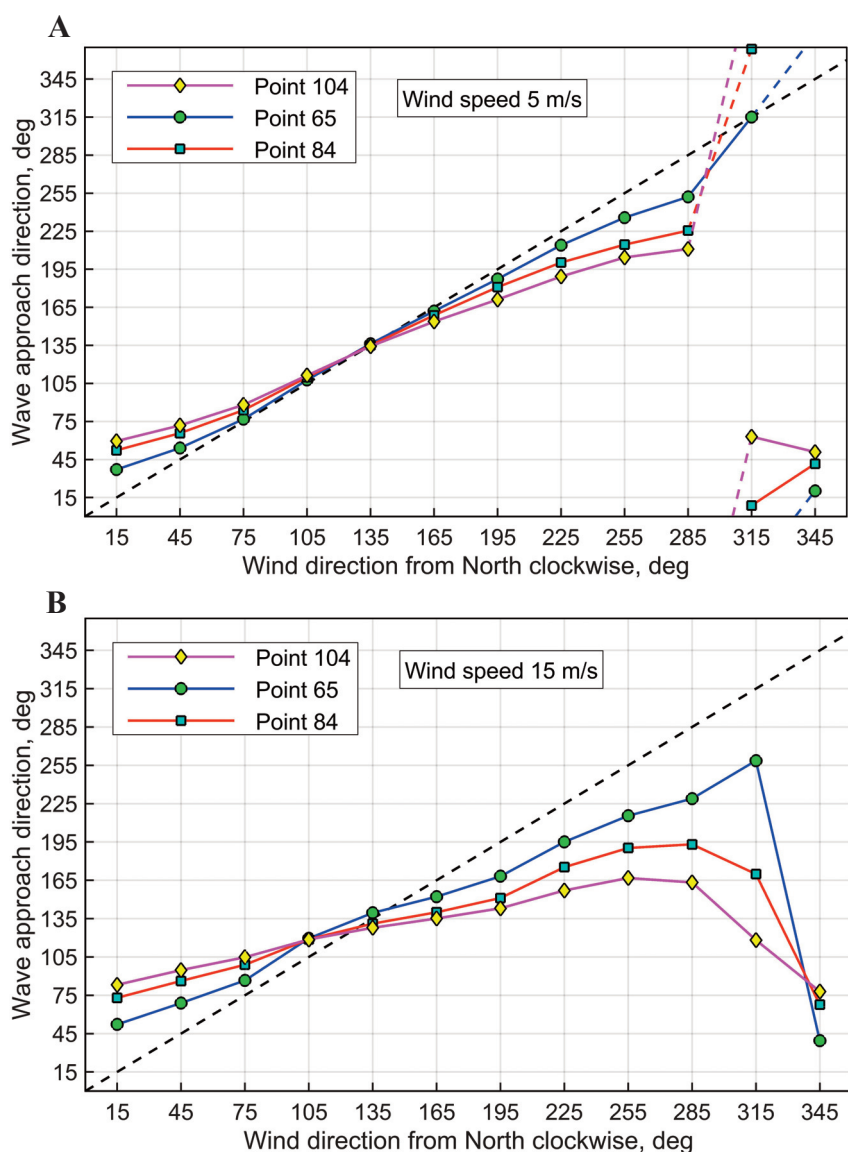 A
Wave approach direction, deg
345
315
285
255
225
195
165
135
105
75
45
15
Point 104
Point 65
Point 84
Wind speed 5 m/s
15 45 75 105 135 165 195 225 255 285 315 345
Wind direction from North clockwise, deg
B
Wave approach direction, deg
345
315
285
255
225
195
165
135
105
75
45
15
Point 104
Point 65
Point 84
Wind speed 15 m/s
15 45 75 105 135 165 195 225 255 285 315 345
Wind direction from North clockwise, deg